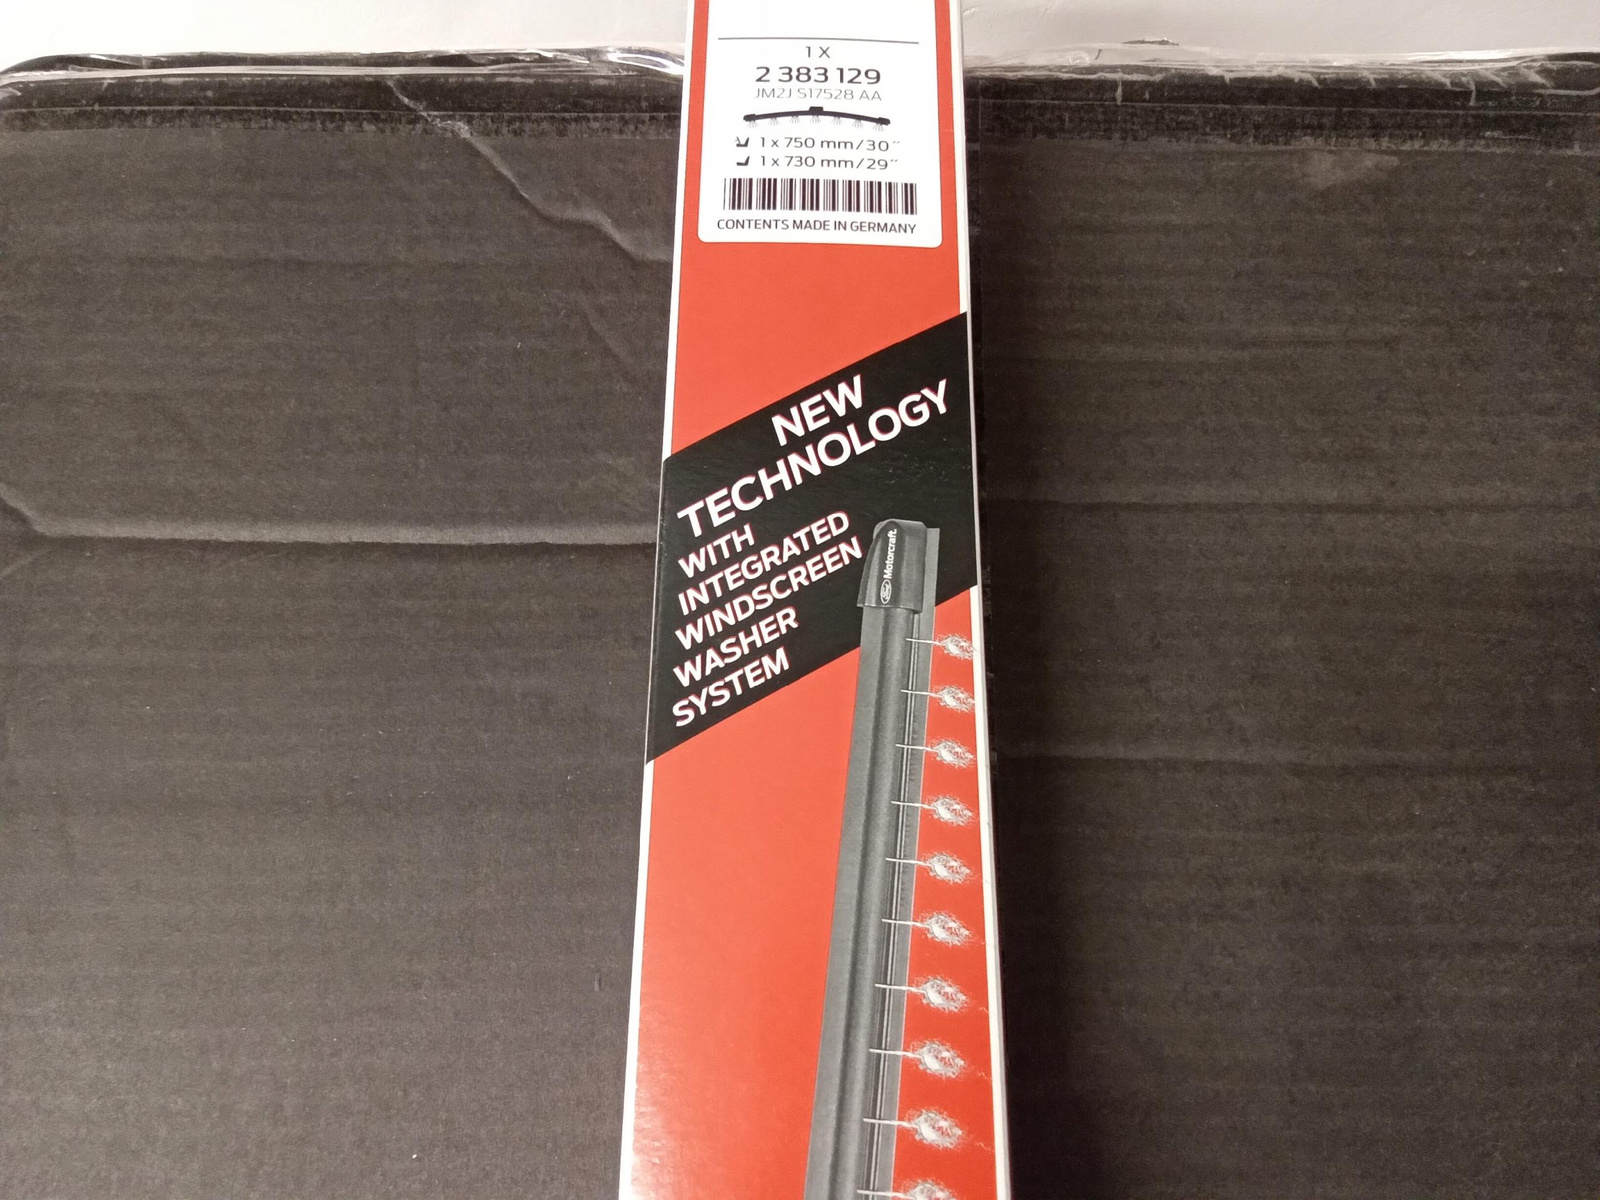 1 X
2 383 129
JM2J S17528 AA
1 x 750 mm/30"
1 x 730 mm/29"
CONTENTS MADE IN GERMANY
NEW
TECHNOLOGY
WITH
INTEGRATED
WINDSCREEN
WASHER
SYSTEM
Ford Motorcraft